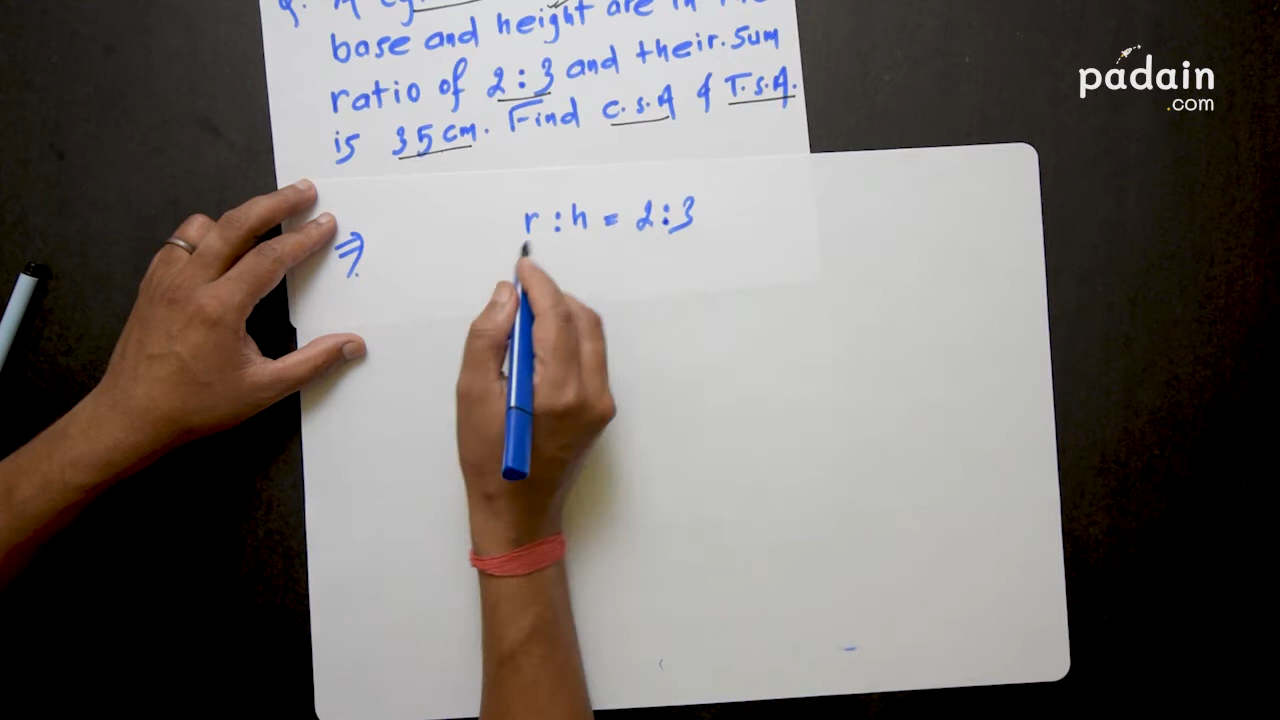 base and height are in the
ratio of 2:3 and their. sum
is 35 cm. Find C.S.A & T.S.A.
⇒ r : h = 2:3
padain
.com